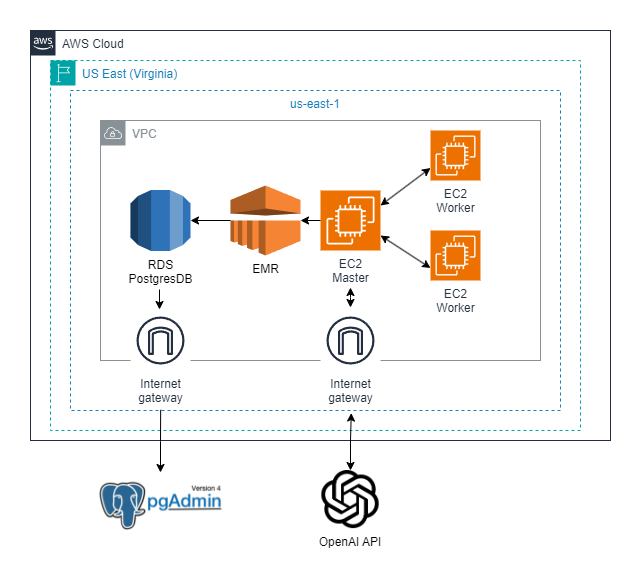 aws
AWS Cloud
US East (Virginia)
us-east-1
VPC
EC2
Worker
RDS
PostgresDB
EMR
EC2
Master
EC2
Worker
Internet
gateway
Internet
gateway
Version 4
pgAdmin
OpenAI API